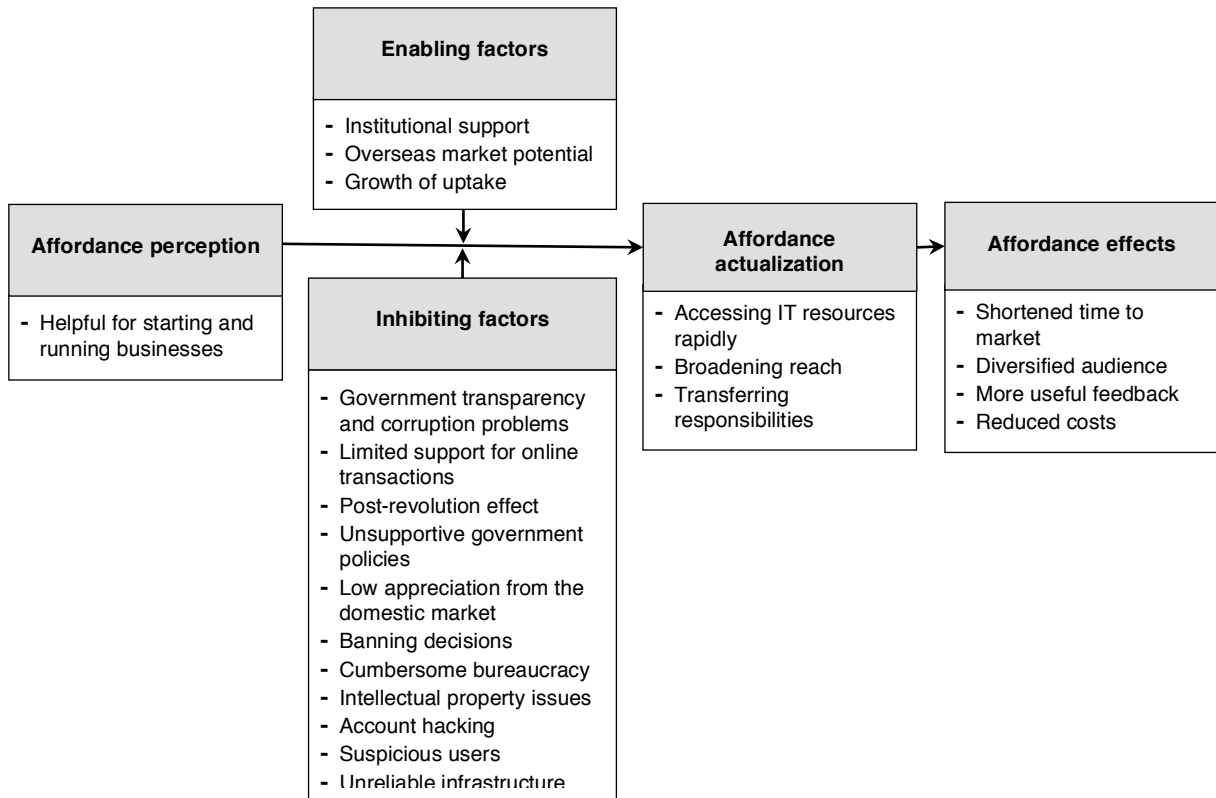 Enabling factors
- Institutional support
- Overseas market potential
- Growth of uptake
Affordance perception
- Helpful for starting and
running businesses
Inhibiting factors
- Government transparency
and corruption problems
- Limited support for online
transactions
- Post-revolution effect
- Unsupportive government
policies
- Low appreciation from the
domestic market
- Banning decisions
- Cumbersome bureaucracy
- Intellectual property issues
- Account hacking
- Suspicious users
- Unreliable infrastructure
Affordance
actualization
- Accessing IT resources
rapidly
- Broadening reach
- Transferring
responsibilities
Affordance effects
- Shortened time to
market
- Diversified audience
- More useful feedback
- Reduced costs